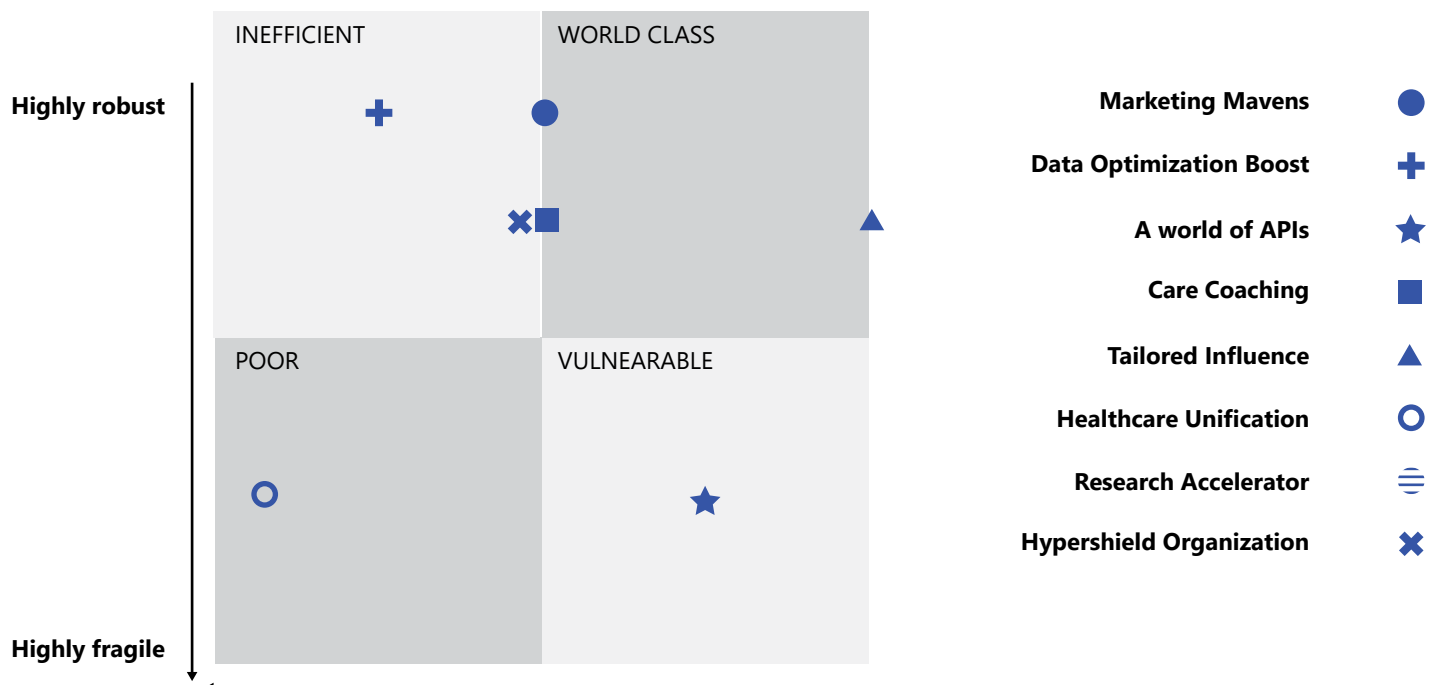 INEFFICIENT
WORLD CLASS
Highly robust
POOR
VULNEARABLE
Highly fragile
Marketing Mavens
Data Optimization Boost
A world of APIs
Care Coaching
Tailored Influence
Healthcare Unification
Research Accelerator
Hypershield Organization